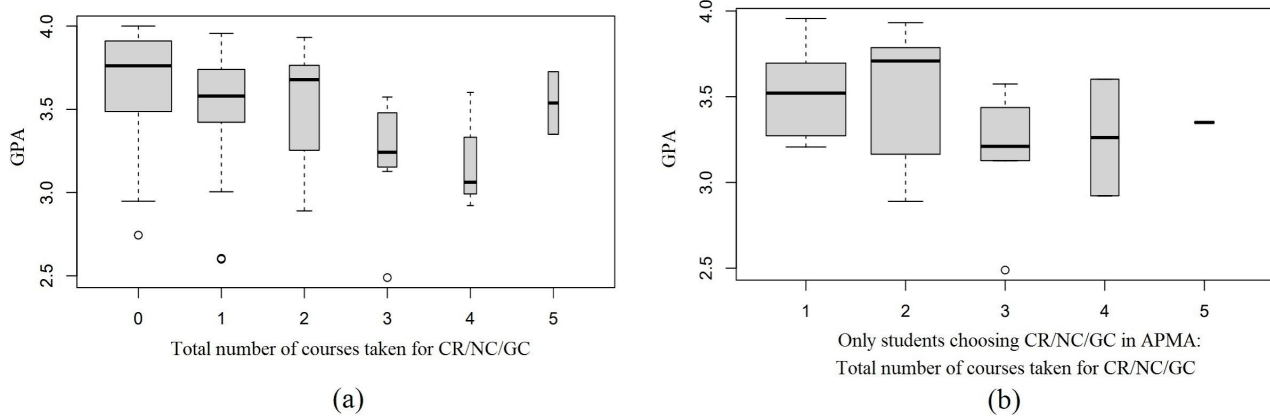 (a)
GPA
4.0
3.5
3.0
2.5
0 1 2 3 4 5
Total number of courses taken for CR/NC/GC
(b)
GPA
4.0
3.5
3.0
2.5
1 2 3 4 5
Only students choosing CR/NC/GC in APMA:
Total number of courses taken for CR/NC/GC